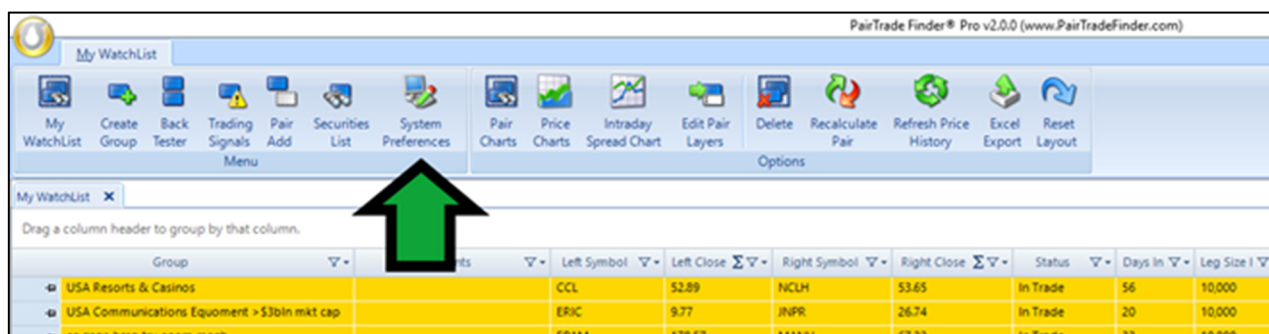 PairTrade Finder® Pro v2.0.0 (www.PairTradeFinder.com)
My WatchList
My WatchList
Create Group
Back Tester
Trading Signals
Pair Add
Securities List
System Preferences
Menu
Pair Charts
Price Charts
Intraday Spread Chart
Edit Pair Layers
Delete
Recalculate Pair
Refresh Price History
Excel Export
Reset Layout
Options
My WatchList X
Drag a column header to group by that column.
Group Left Symbol Left Close Σ Right Symbol Right Close Σ Status Days In Leg Size
USA Resorts & Casinos CCL 52.89 NCLH 53.65 In Trade 56 10,000
USA Communications Equoment >$3bln mkt cap ERIC 9.77 JNPR 26.74 In Trade 20 10,000